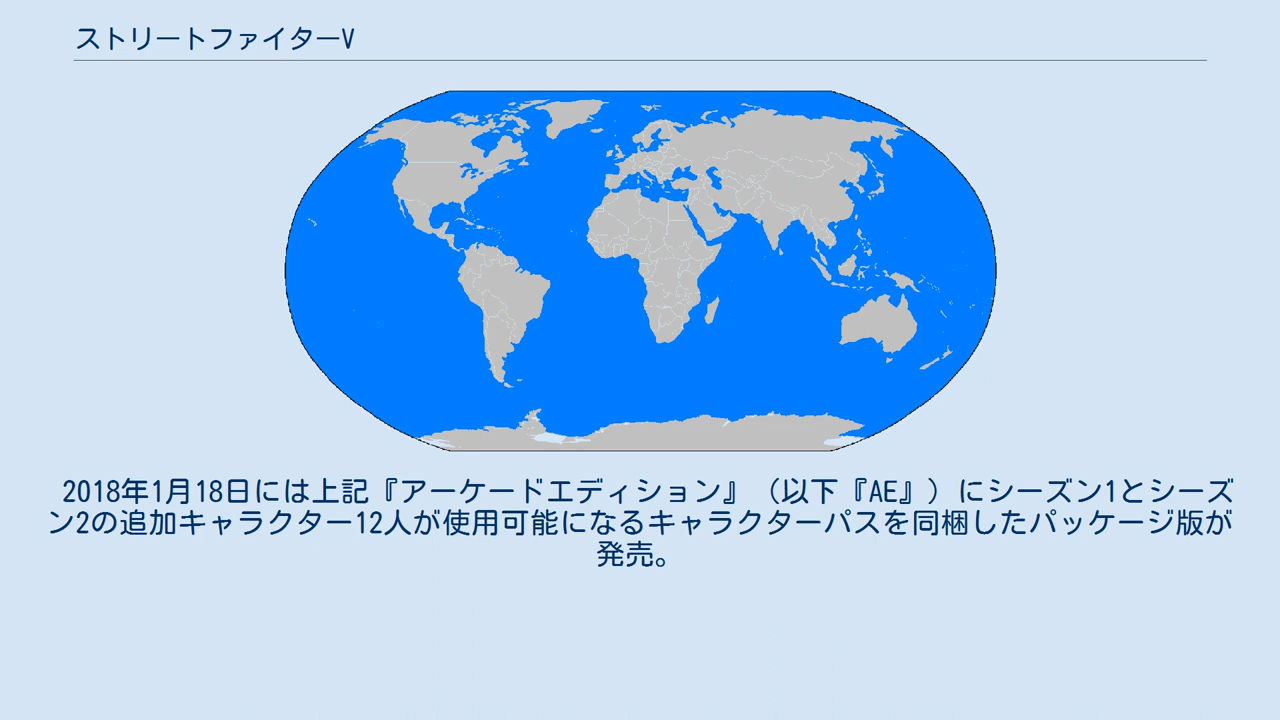 ストリートファイターV
2018年1月18日には上記『アーケードエディション』（以下『AE』）にシーズン1とシーズ
ン2の追加キャラクター12人が使用可能になるキャラクターパスを同梱したパッケージ版が
発売。